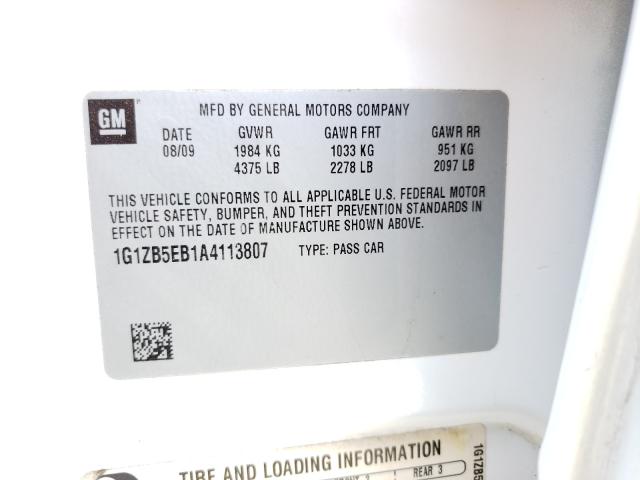 GM
MFD BY GENERAL MOTORS COMPANY
DATE GVWR GAWR FRT GAWR RR
08/09 1984 KG 1033 KG 951 KG
4375 LB 2278 LB 2097 LB
THIS VEHICLE CONFORMS TO ALL APPLICABLE U.S. FEDERAL MOTOR
VEHICLE SAFETY, BUMPER, AND THEFT PREVENTION STANDARDS IN
EFFECT ON THE DATE OF MANUFACTURE SHOWN ABOVE.
1G1ZB5EB1A4113807 TYPE: PASS CAR
TIRE AND LOADING INFORMATION
REAR 3
1G1ZB5